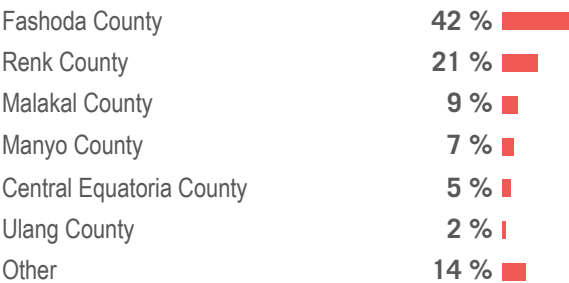 Fashoda County 42 %
Renk County 21 %
Malakal County 9 %
Manyo County 7 %
Central Equatoria County 5 %
Ulang County 2 %
Other 14 %